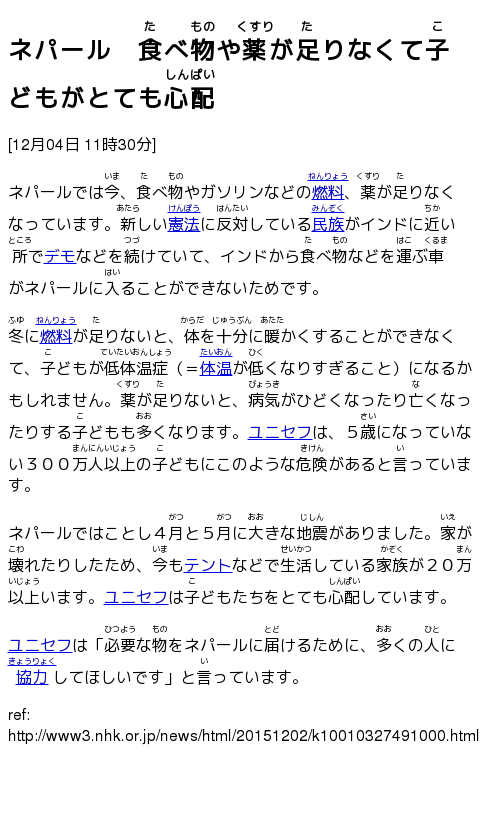 ネパール　食べ物や薬が足りなくて子
どもがとても心配
[12月04日 11時30分]
ネパールでは今、食べ物やガソリンなどの燃料、薬が足りなく
なっています。新しい憲法に反対している民族がインドに近い
所でデモなどを続けていて、インドから食べ物などを運ぶ車
がネパールに入ることができないためです。
冬に燃料が足りないと、体を十分に暖かくすることができなく
て、子どもが低体温症（＝体温が低くなりすぎること）になるか
もしれません。薬が足りないと、病気がひどくなったり亡くなっ
たりする子どもも多くなります。ユニセフは、５歳になっていな
い３００万人以上の子どもにこのような危険があると言っていま
す。
ネパールではことし４月と５月に大きな地震がありました。家が
壊れたりしたため、今もテントなどで生活している家族が２０万
以上います。ユニセフは子どもたちをとても心配しています。
ユニセフは「必要な物をネパールに届けるために、多くの人に
協力してほしいです」と言っています。
ref:
http://www3.nhk.or.jp/news/html/20151202/k10010327491000.html